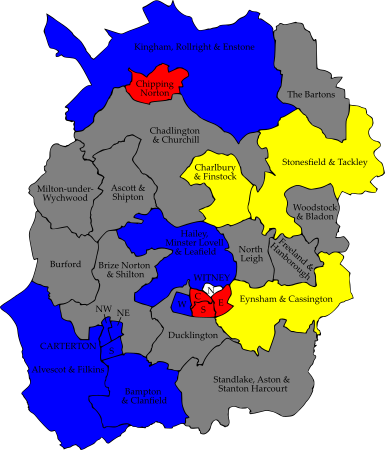 Kingham, Rollright & Enstone
Chipping
Norton
The Bartons
Chadlington
& Churchill
Stonesfield & Tackley
Charlbury
& Finstock
Milton-under-
Wychwood
Ascott &
Shipton
Woodstock
& Bladon
Hailey,
Minster Lovell
& Leafield
North
Leigh
Freeland &
Hanborough
Burford
Brize Norton
& Shilton
WITNEY
N
W
C
E
S
Eynsham & Cassington
NW
NE
CARTERTON
Ducklington
S
Alvescot & Filkins
Bampton
& Clanfield
Standlake, Aston &
Stanton Harcourt